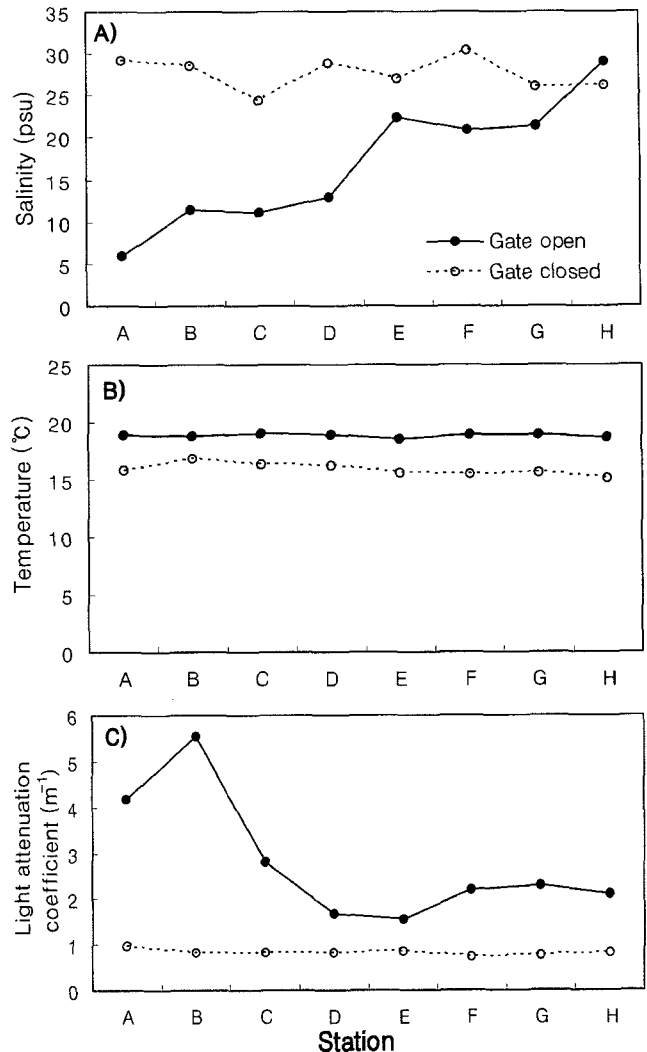 A)
35
30
25
20
15
10
5
0
Salinity (psu)
Gate open
Gate closed
A B C D E F G H
B)
25
20
15
10
5
0
Temperature (℃)
A B C D E F G H
C)
6
5
4
3
2
1
0
Light attenuation
coefficient (m⁻¹)
A B C D E F G H
Station